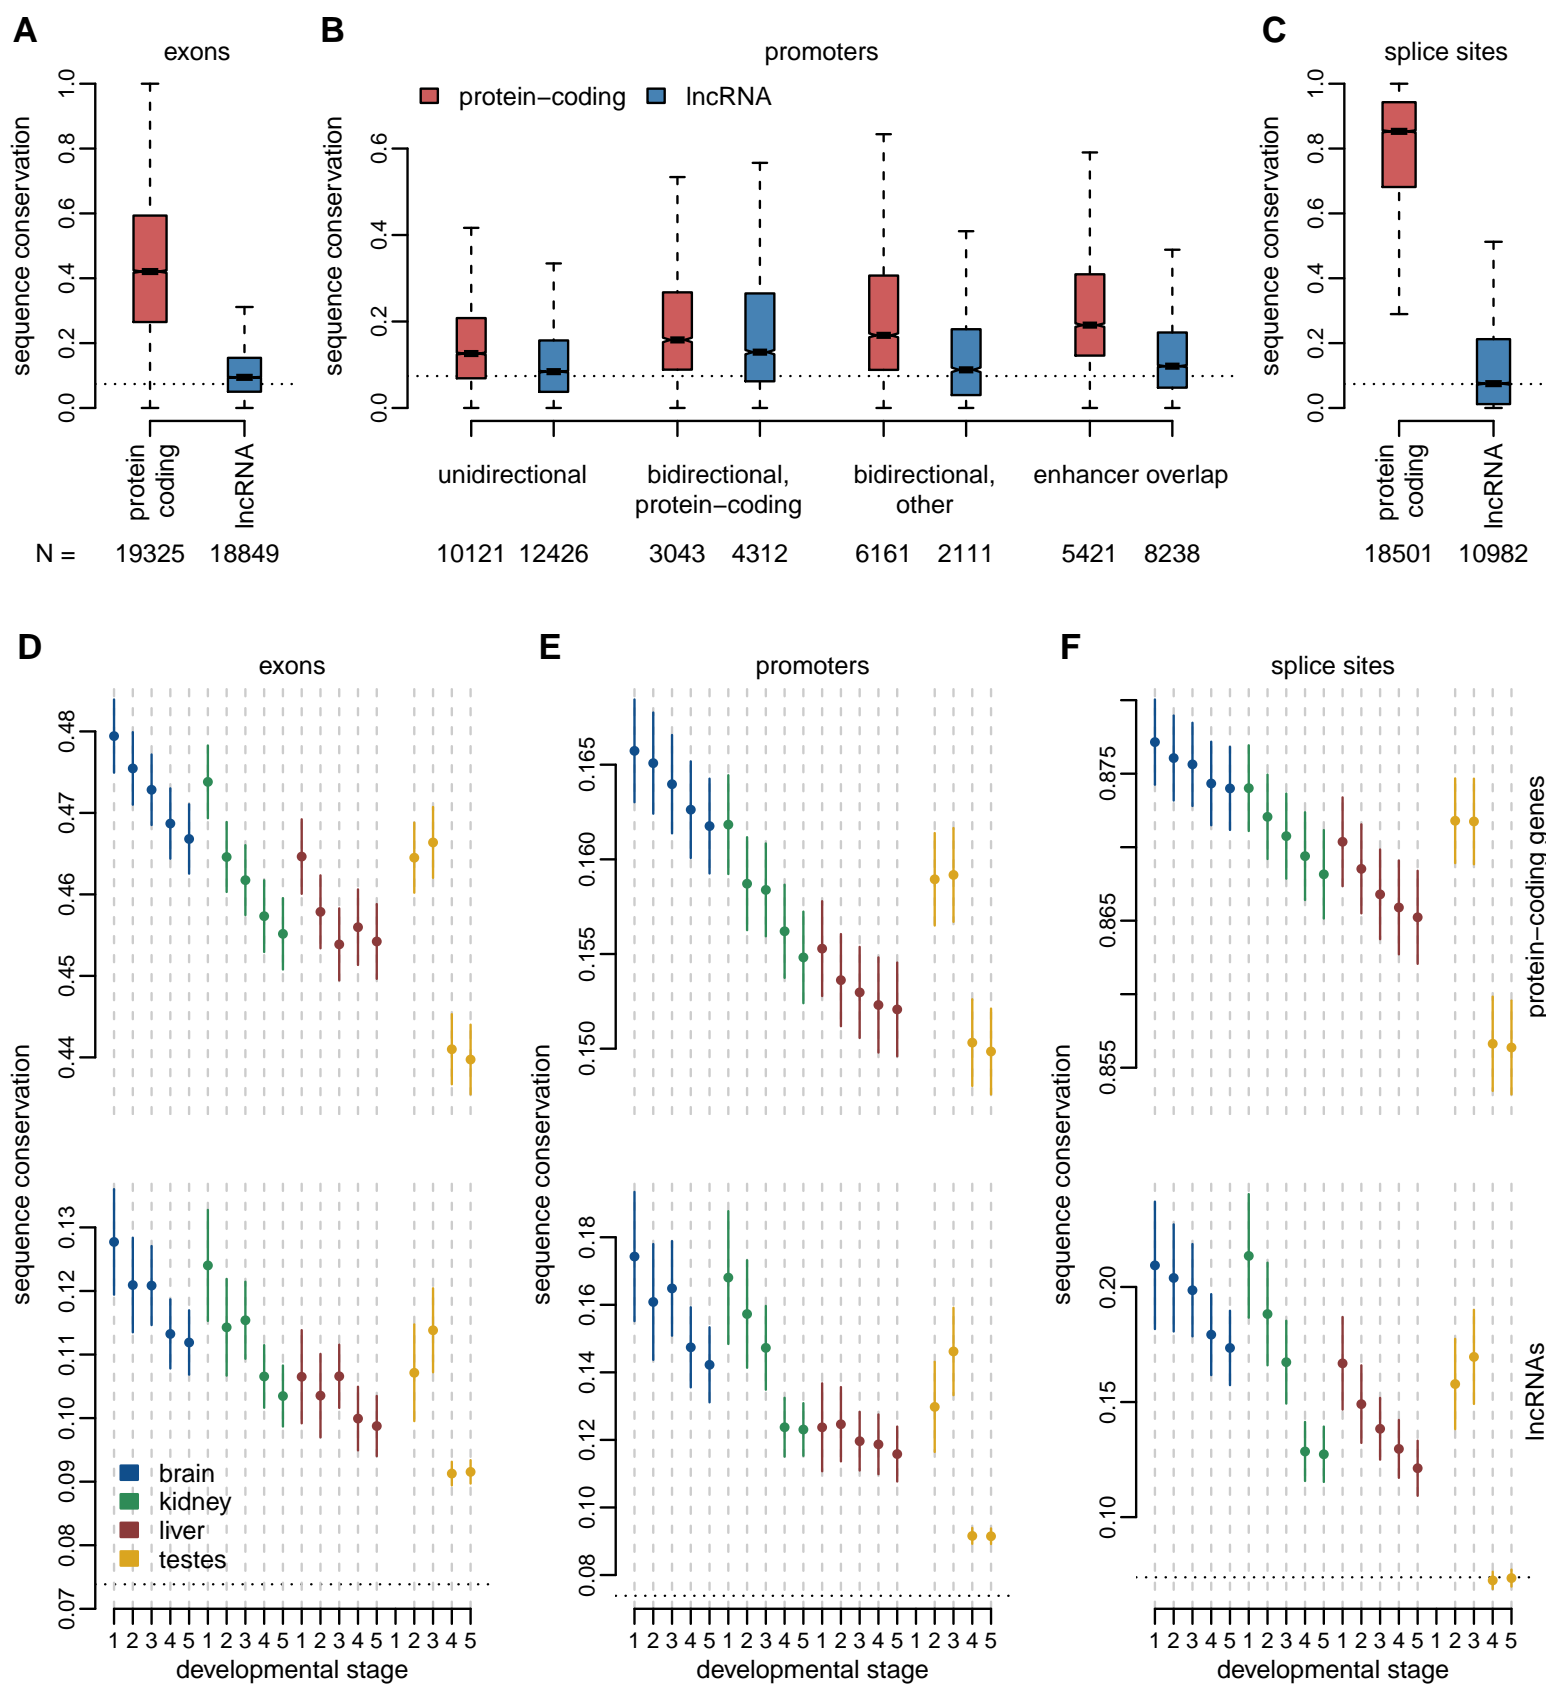 A
exons
sequence conservation
0.0 0.2 0.4 0.6 0.8 1.0
protein
coding
lncRNA
N = 19325 18849
B
promoters
protein−coding lncRNA
sequence conservation
0.0 0.2 0.4 0.6
unidirectional
bidirectional,
protein−coding
bidirectional,
other
enhancer overlap
10121 12426 3043 4312 6161 2111 5421 8238
C
splice sites
sequence conservation
0.0 0.2 0.4 0.6 0.8 1.0
protein
coding
lncRNA
18501 10982
D
exons
0.44 0.45 0.46 0.47 0.48
sequence conservation
0.07 0.08 0.09 0.10 0.11 0.12 0.13
brain
kidney
liver
testes
1 2 3 4 5 1 2 3 4 5 1 2 3 4 5 1 2 3 4 5
developmental stage
E
promoters
0.150 0.155 0.160 0.165
sequence conservation
0.08 0.10 0.12 0.14 0.16 0.18
1 2 3 4 5 1 2 3 4 5 1 2 3 4 5 1 2 3 4 5
developmental stage
F
splice sites
0.855 0.865 0.875
sequence conservation
0.10 0.15 0.20
1 2 3 4 5 1 2 3 4 5 1 2 3 4 5 1 2 3 4 5
developmental stage
protein−coding genes
lncRNAs